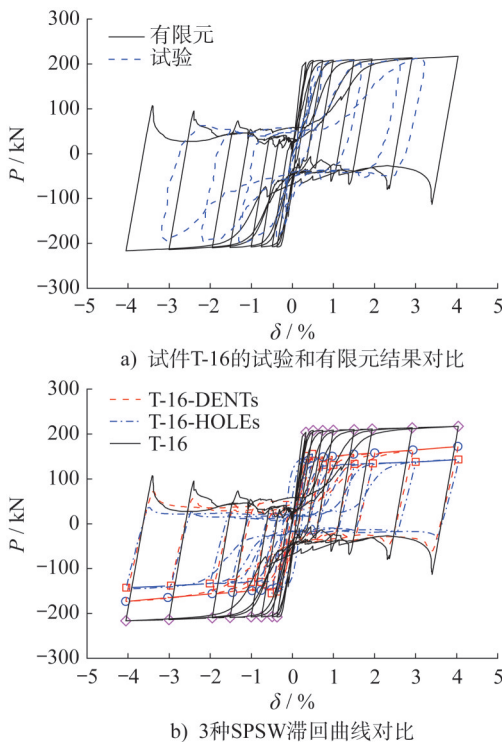 300
有限元
试验
200
100
0
−100
−200
−300
P / kN
−5 −4 −3 −2 −1 0 1 2 3 4 5
δ / %
a) 试件T-16的试验和有限元结果对比
300
T-16-DENTs
T-16-HOLEs
T-16
200
100
0
−100
−200
−300
P / kN
−5 −4 −3 −2 −1 0 1 2 3 4 5
δ / %
b) 3种SPSW滞回曲线对比